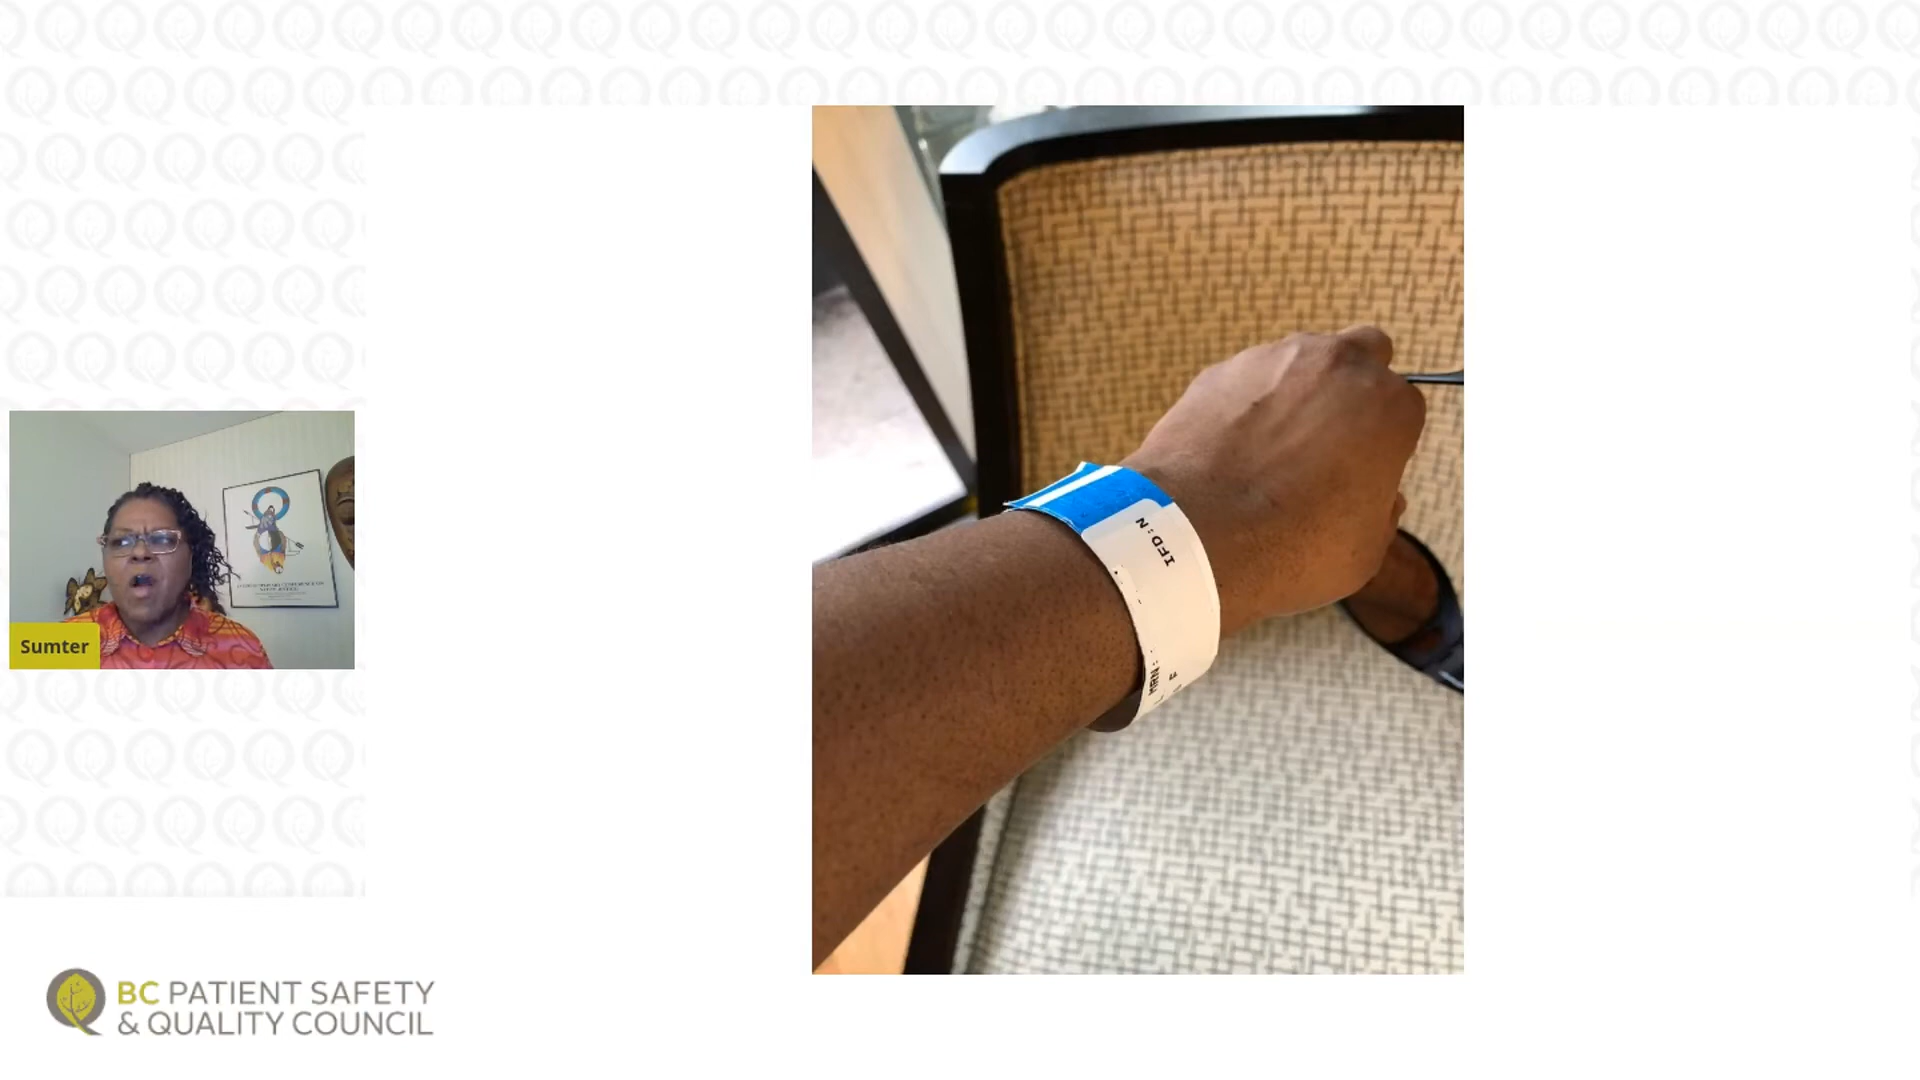 Sumter
IFD:N
MRN:
F
BC PATIENT SAFETY
& QUALITY COUNCIL